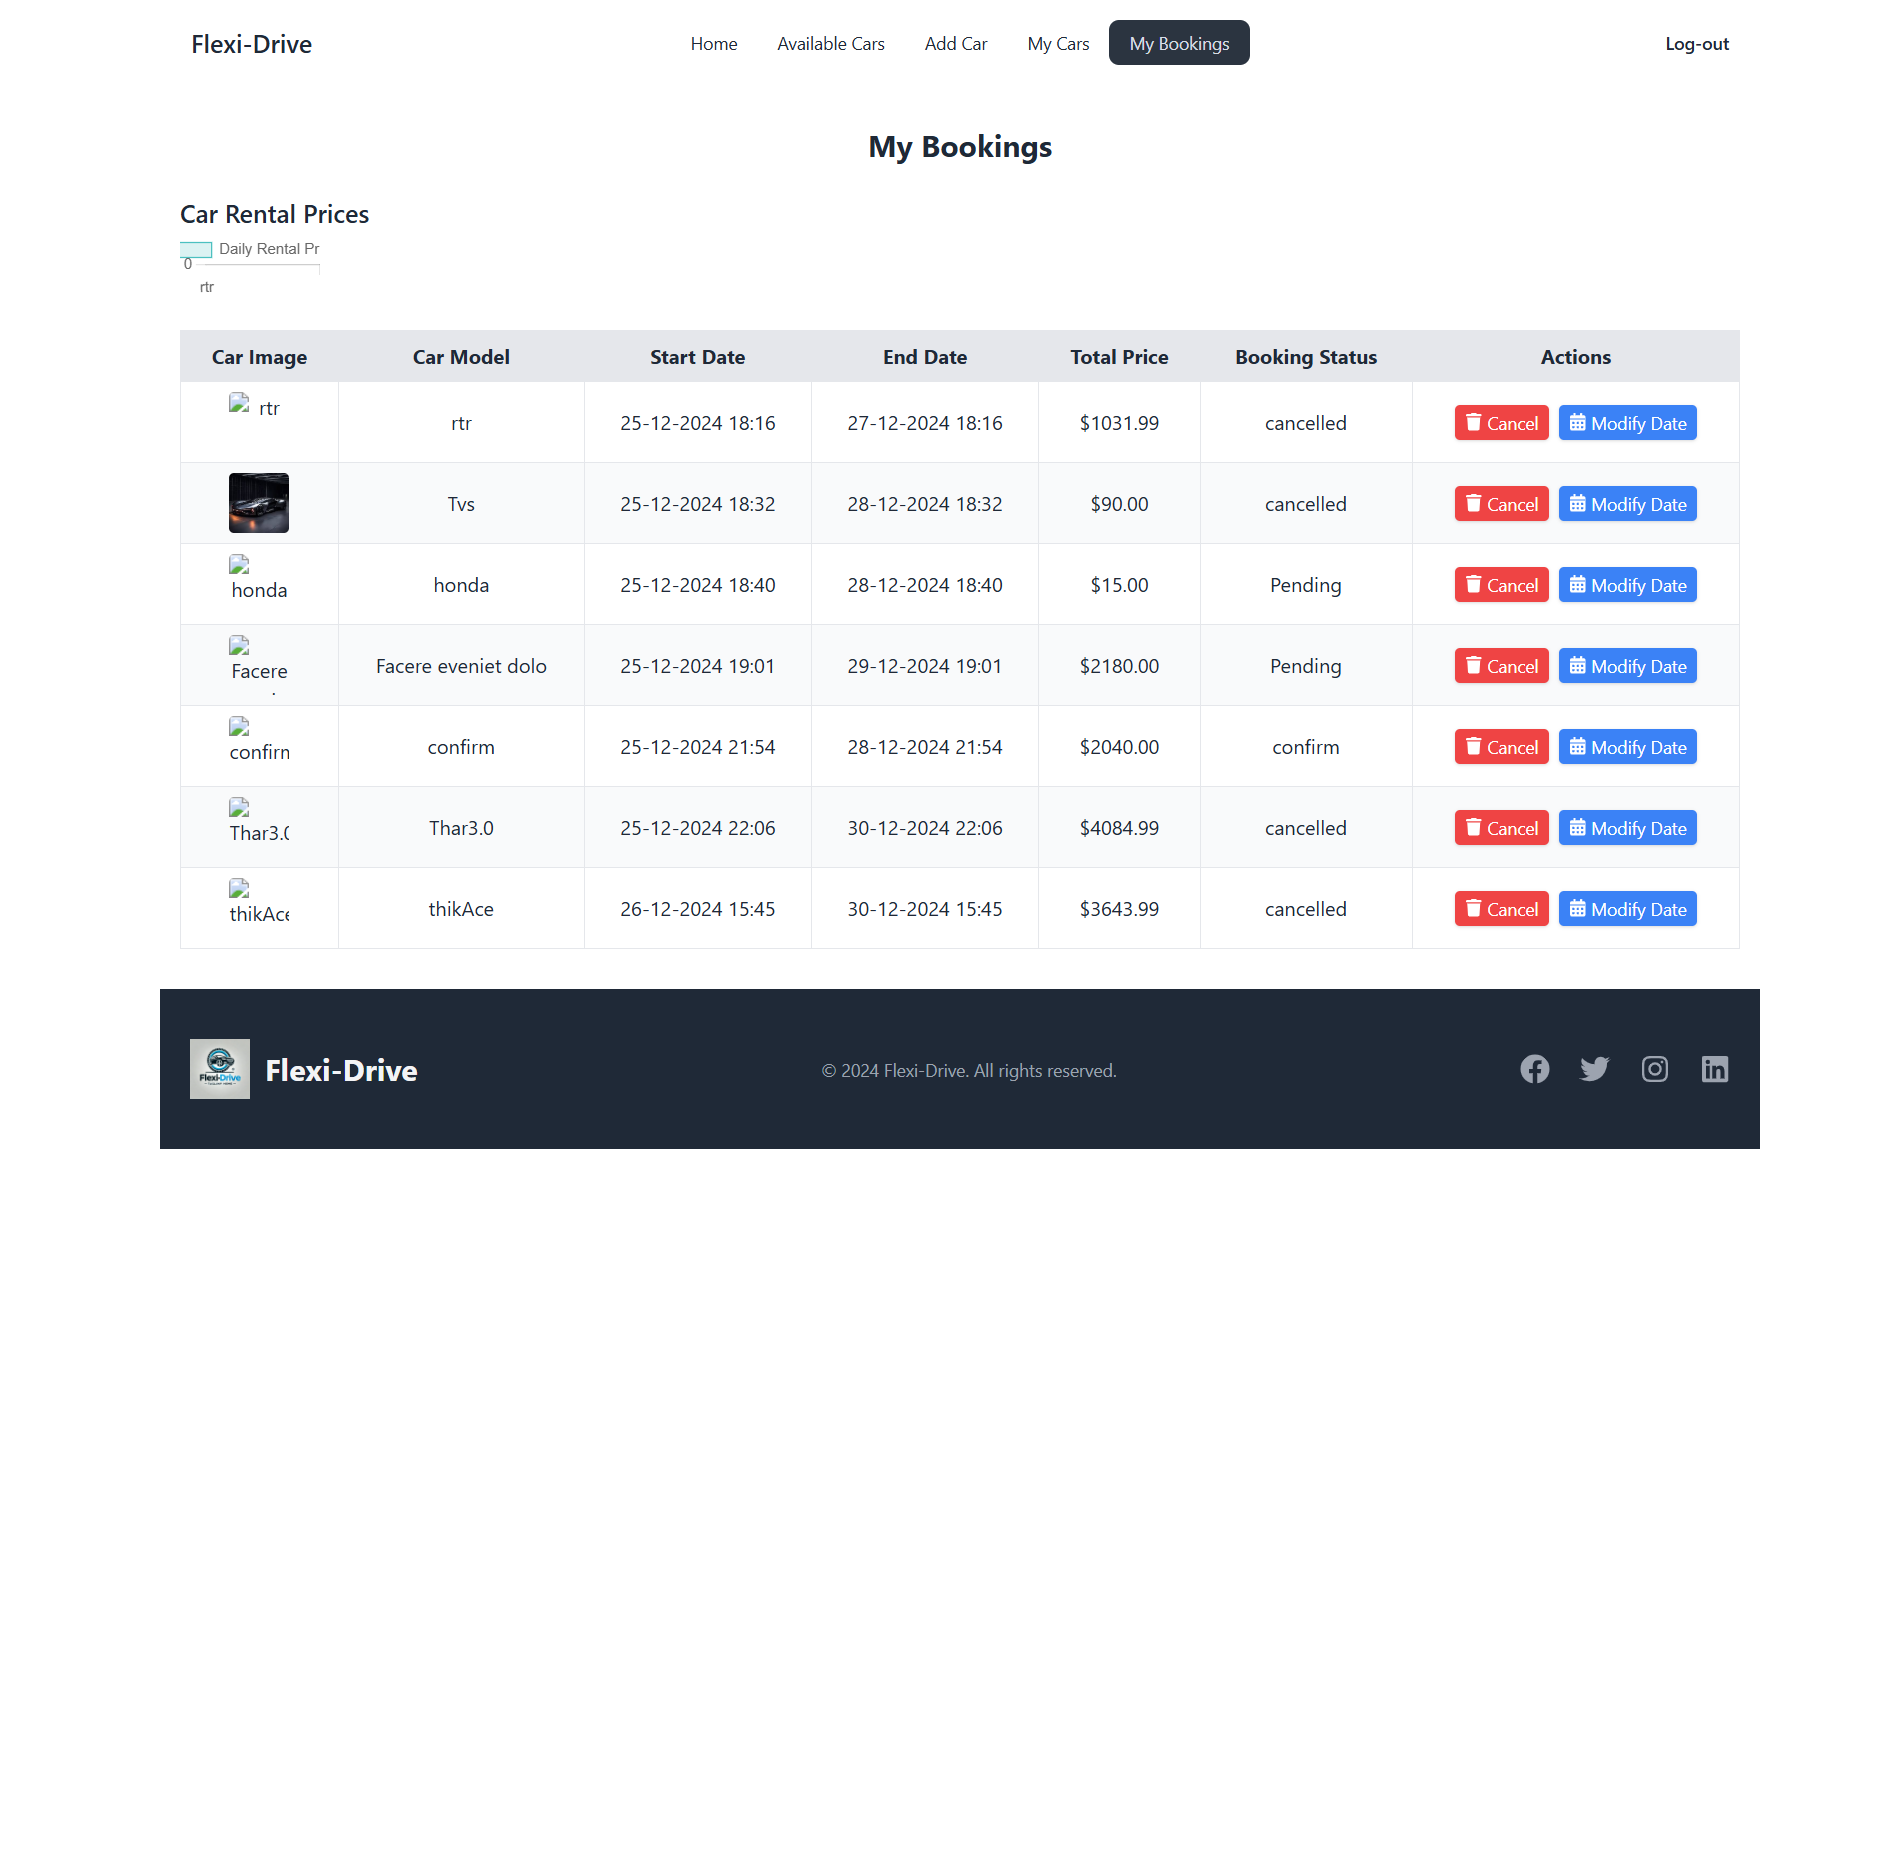 Flexi-Drive Home Available Cars Add Car My Cars My Bookings Log-out
My Bookings
Car Rental Prices
Daily Rental Pr
0
rtr
Car Image Car Model Start Date End Date Total Price Booking Status Actions
rtr rtr 25-12-2024 18:16 27-12-2024 18:16 $1031.99 cancelled Cancel Modify Date
Tvs 25-12-2024 18:32 28-12-2024 18:32 $90.00 cancelled Cancel Modify Date
honda honda 25-12-2024 18:40 28-12-2024 18:40 $15.00 Pending Cancel Modify Date
Facere Facere eveniet dolo 25-12-2024 19:01 29-12-2024 19:01 $2180.00 Pending Cancel Modify Date
confirm confirm 25-12-2024 21:54 28-12-2024 21:54 $2040.00 confirm Cancel Modify Date
Thar3.0 Thar3.0 25-12-2024 22:06 30-12-2024 22:06 $4084.99 cancelled Cancel Modify Date
thikAce thikAce 26-12-2024 15:45 30-12-2024 15:45 $3643.99 cancelled Cancel Modify Date
Flexi-Drive
Flexi-Drive © 2024 Flexi-Drive. All rights reserved.